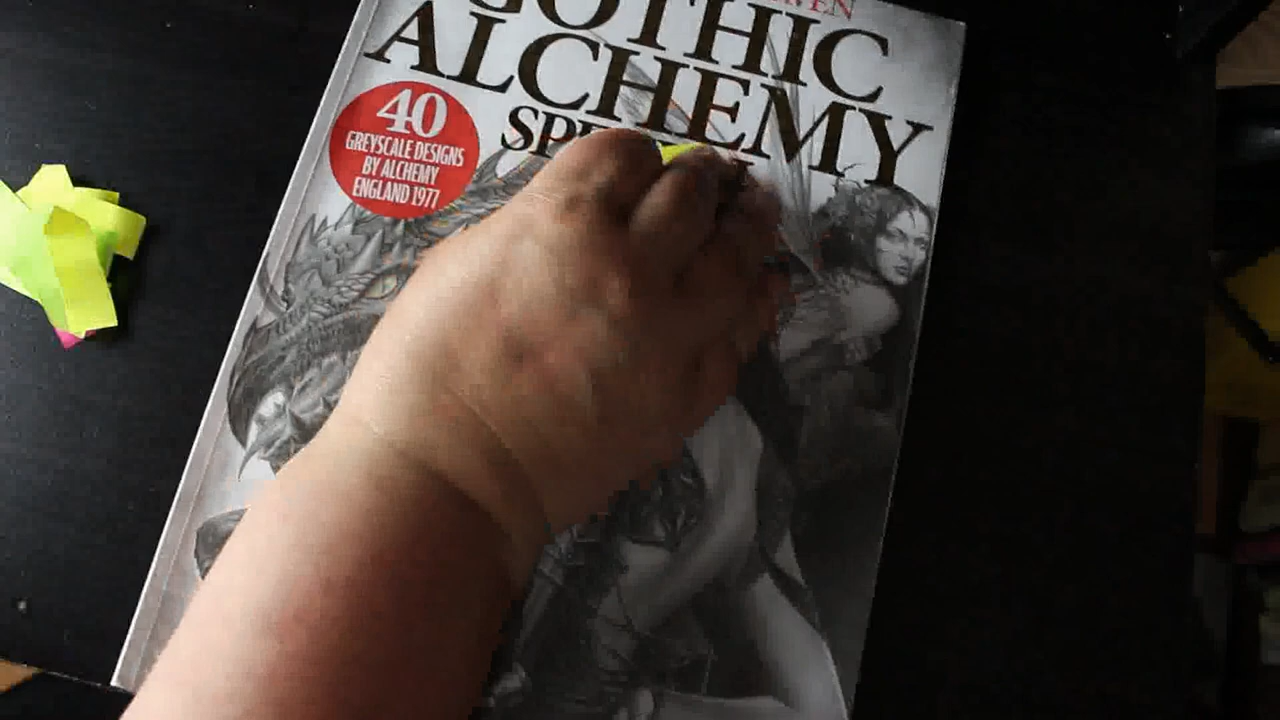 GOTHIC
ALCHEMY
40
GREYSCALE DESIGNS
BY ALCHEMY
ENGLAND 1977